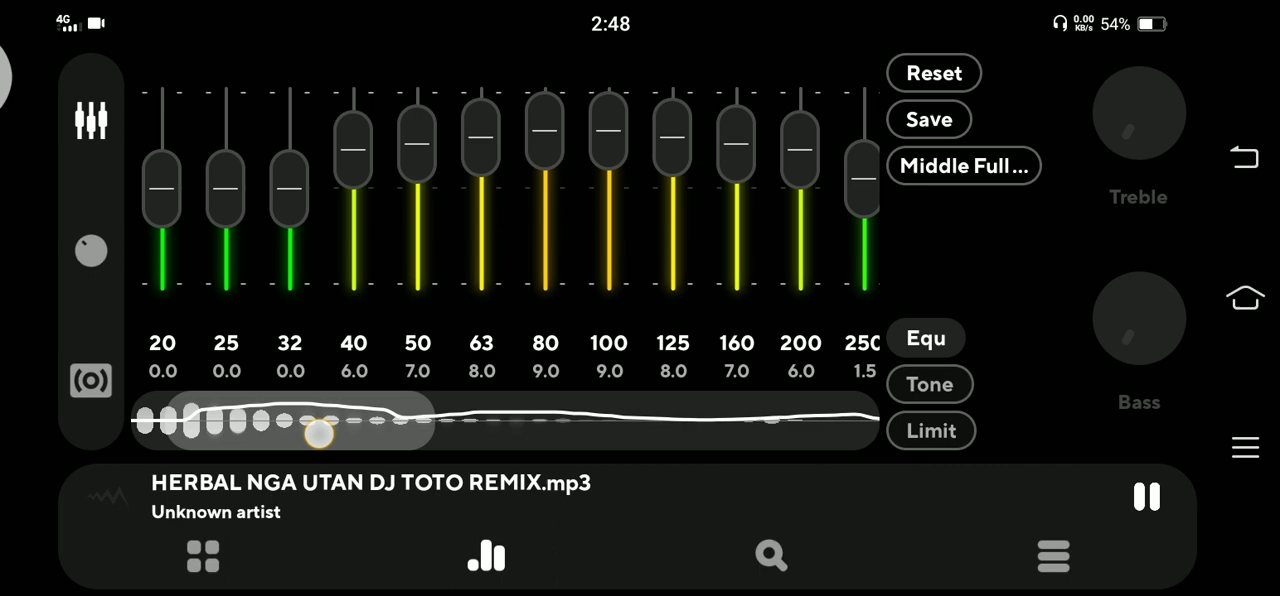 4G
2:48
0.00
KB/s
54%
Reset
Save
Middle Full...
Treble
20 25 32 40 50 63 80 100 125 160 200 250
0.0 0.0 0.0 6.0 7.0 8.0 9.0 9.0 8.0 7.0 6.0 1.5
Equ
Tone
Limit
Bass
HERBAL NGA UTAN DJ TOTO REMIX.mp3
Unknown artist